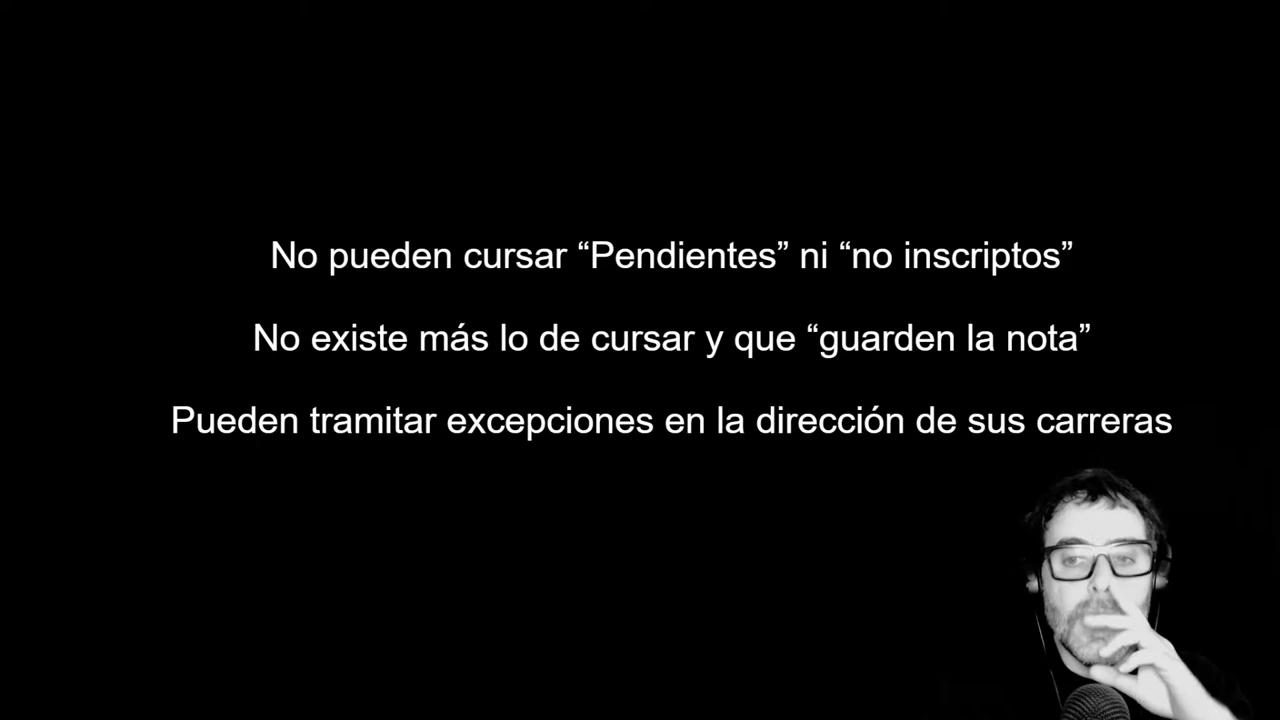 No pueden cursar “Pendientes” ni “no inscriptos”
No existe más lo de cursar y que “guarden la nota”
Pueden tramitar excepciones en la dirección de sus carreras